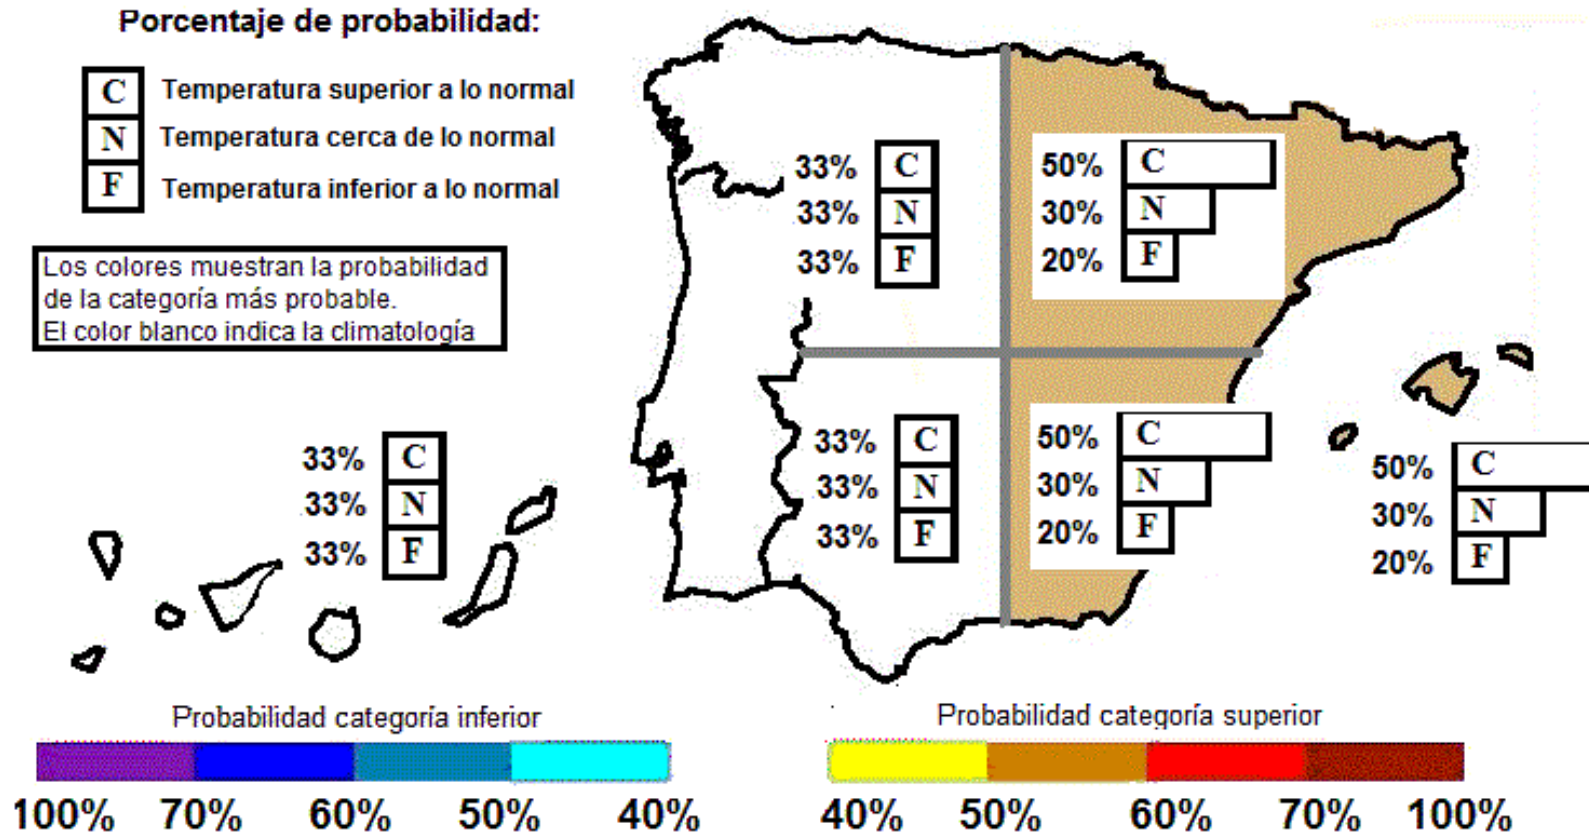 Porcentaje de probabilidad:
C Temperatura superior a lo normal
N Temperatura cerca de lo normal
F Temperatura inferior a lo normal
Los colores muestran la probabilidad
de la categoría más probable.
El color blanco indica la climatología
33% C
33% N
33% F
50% C
30% N
20% F
33% C
33% N
33% F
33% C
33% N
33% F
50% C
30% N
20% F
50% C
30% N
20% F
Probabilidad categoría inferior
100% 70% 60% 50% 40%
Probabilidad categoría superior
40% 50% 60% 70% 100%